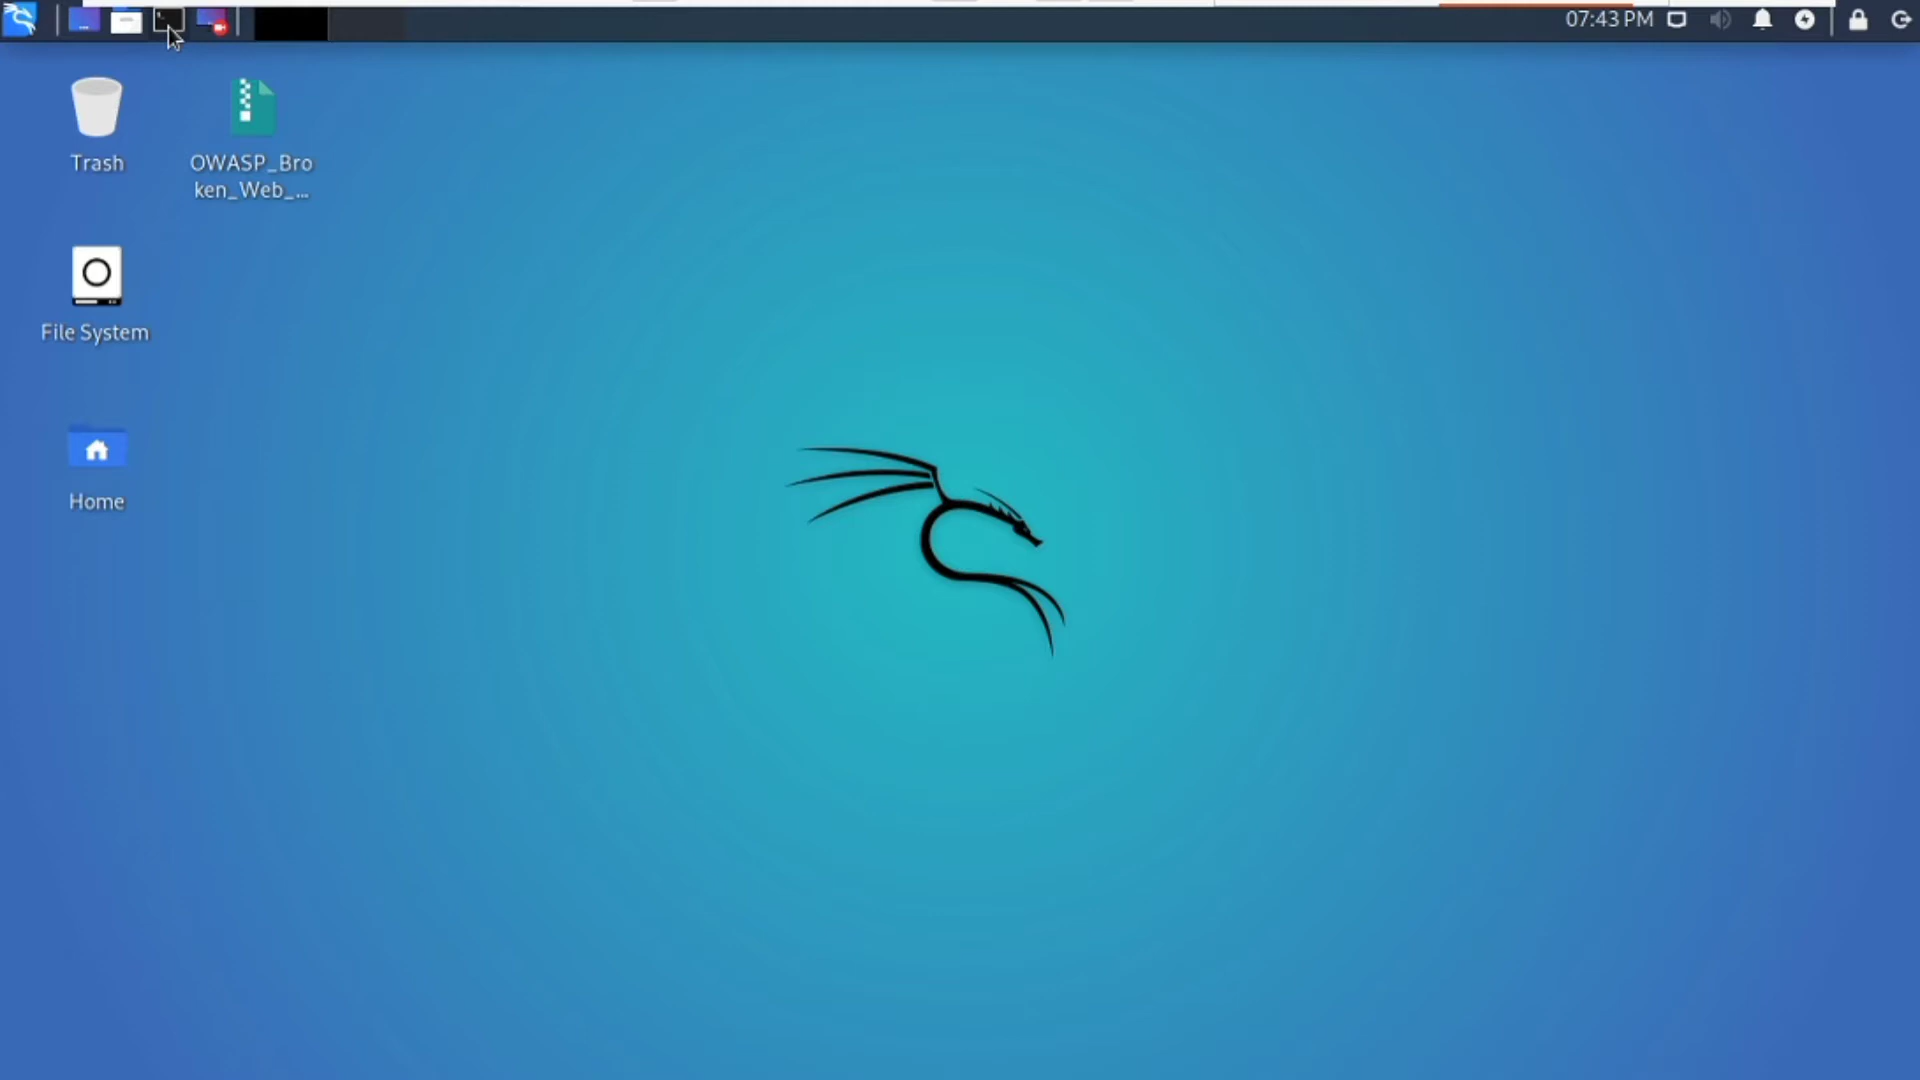 07:43 PM
Trash
OWASP_Bro
ken_Web_...
File System
Home